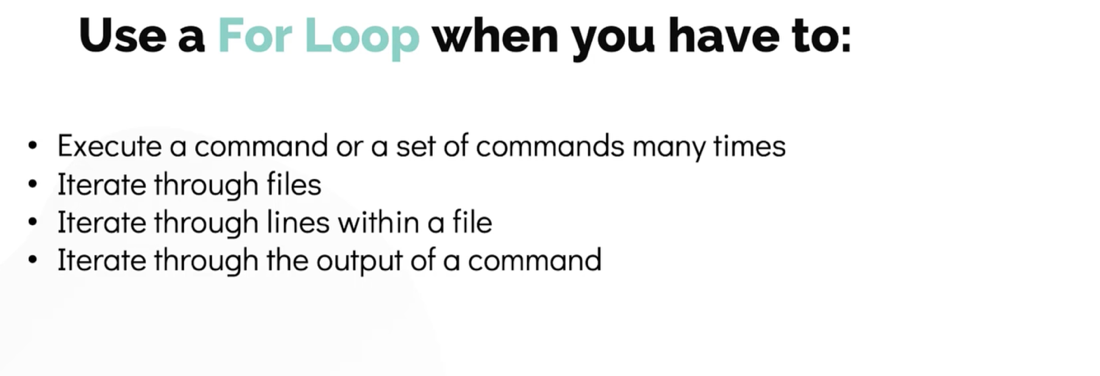 Use a For Loop when you have to:
• Execute a command or a set of commands many times
• Iterate through files
• Iterate through lines within a file
• Iterate through the output of a command